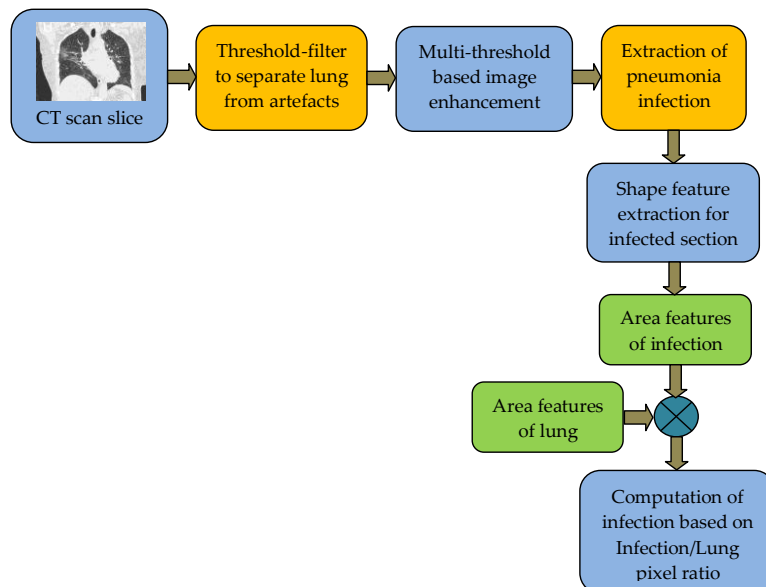 CT scan slice
Threshold-filter
to separate lung
from artefacts
Multi-threshold
based image
enhancement
Extraction of
pneumonia
infection
Shape feature
extraction for
infected section
Area features
of infection
Area features
of lung
Computation of
infection based on
Infection/Lung
pixel ratio